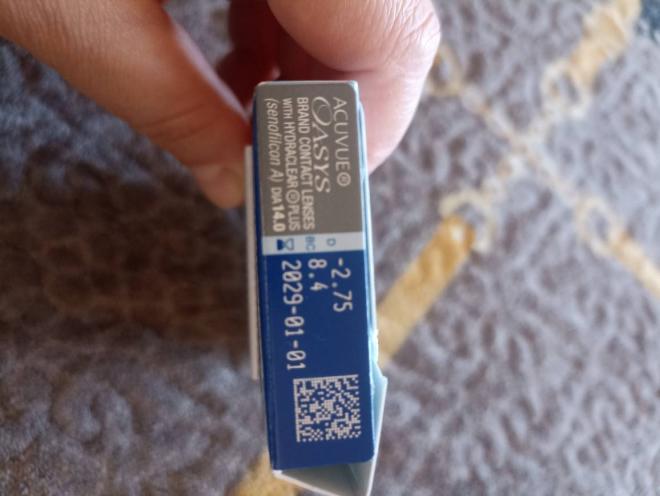 ACUVUE®
OASYS
BRAND CONTACT LENSES
WITH HYDRACLEAR® PLUS
(senofilcon A) DIA14.0
D -2.75
BC 8.4
2029-01-01